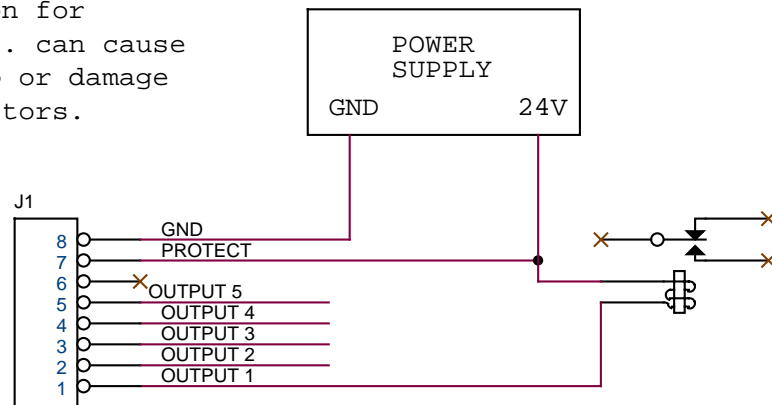 on for
. can cause
or damage
tors.
POWER
SUPPLY
GND 24V
J1
8 GND
7 PROTECT
6
5 OUTPUT 5
4 OUTPUT 4
3 OUTPUT 3
2 OUTPUT 2
1 OUTPUT 1